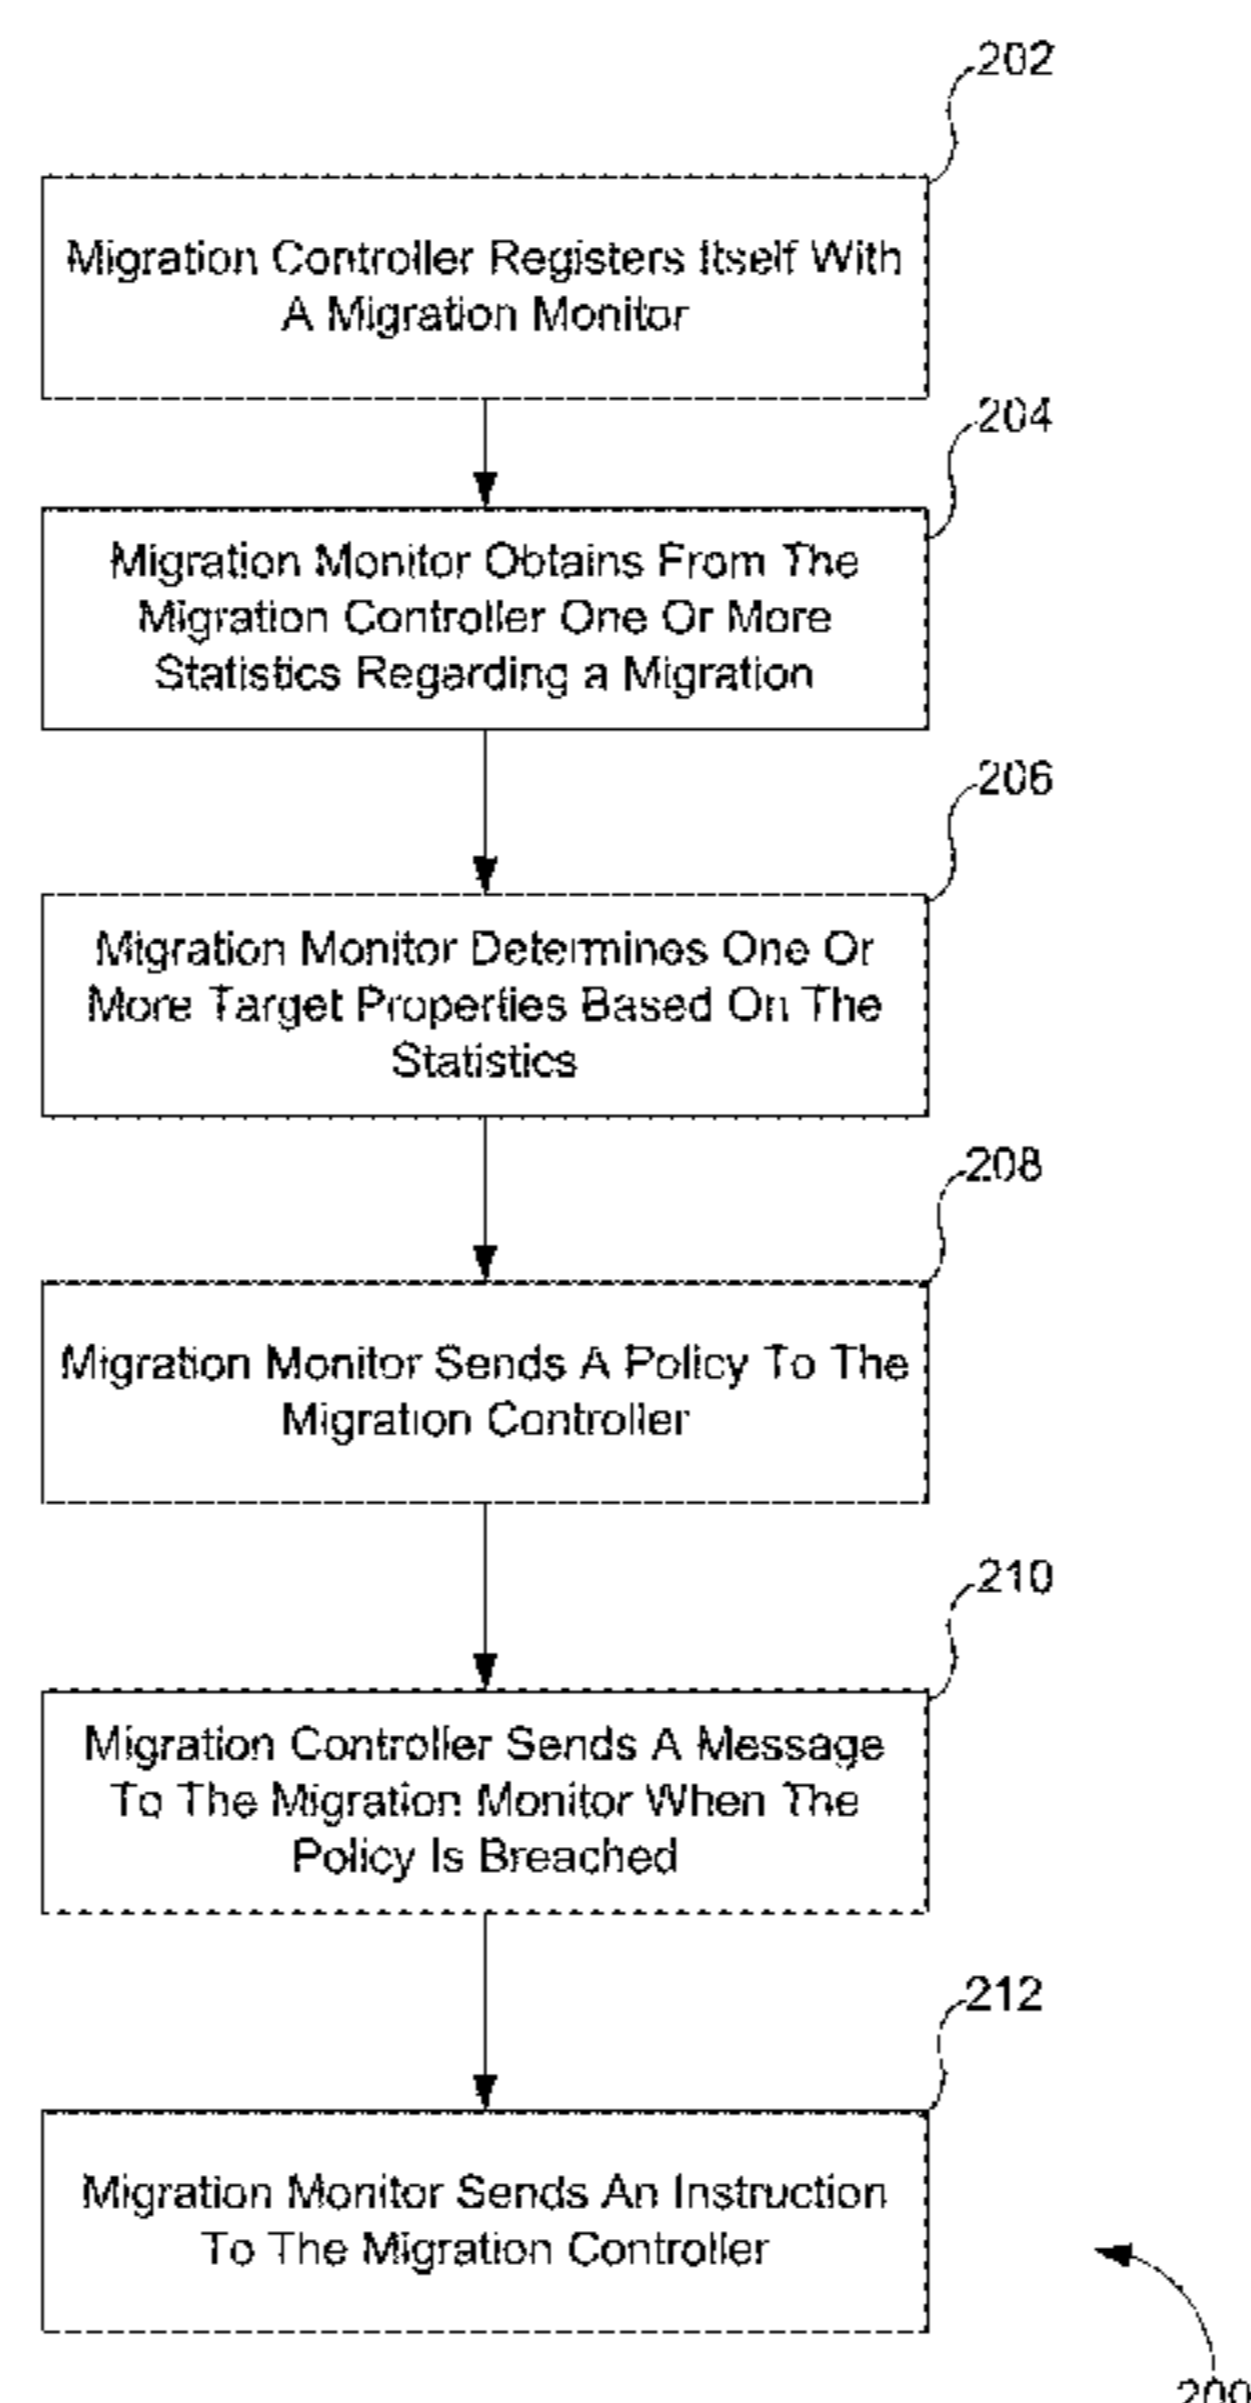 202
Migration Controller Registers Itself With
A Migration Monitor
204
Migration Monitor Obtains From The
Migration Controller One Or More
Statistics Regarding a Migration
206
Migration Monitor Determines One Or
More Target Properties Based On The
Statistics
208
Migration Monitor Sends A Policy To The
Migration Controller
210
Migration Controller Sends A Message
To The Migration Monitor When The
Policy Is Breached
212
Migration Monitor Sends An Instruction
To The Migration Controller
200